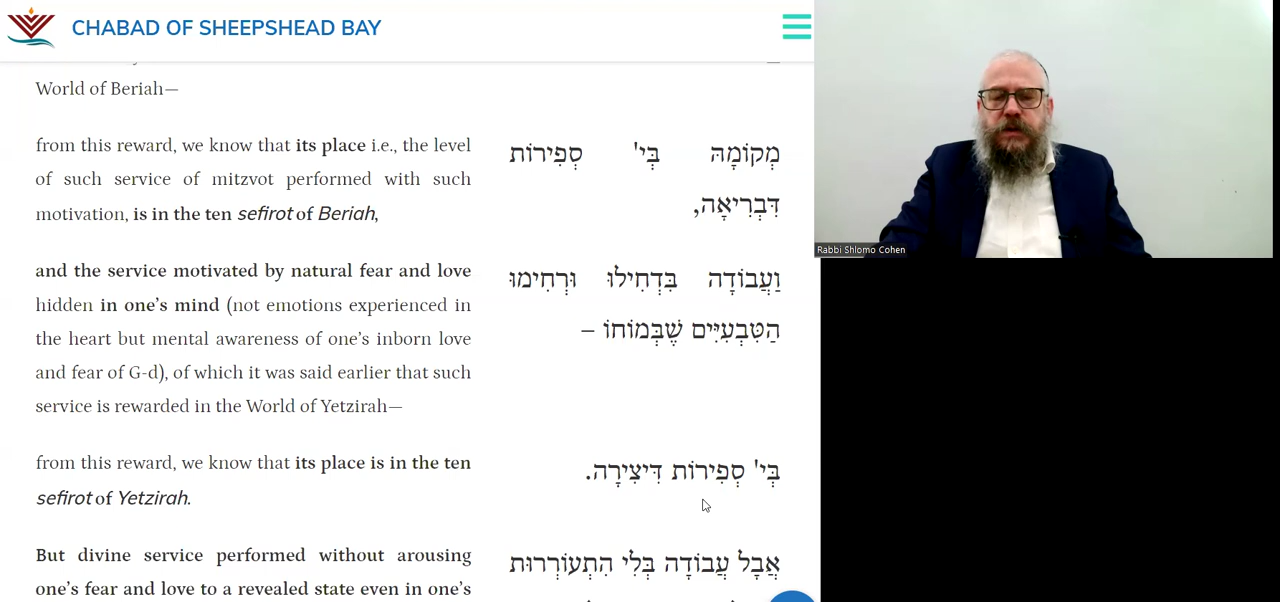 CHABAD OF SHEEPSHEAD BAY
World of Beriah—
from this reward, we know that its place i.e., the level
of such service of mitzvot performed with such
motivation, is in the ten sefirot of Beriah,
מְקוֹמָהּ בְּי' סְפִירוֹת
דִּבְרִיאָה,
and the service motivated by natural fear and love
hidden in one’s mind (not emotions experienced in
the heart but mental awareness of one’s inborn love
and fear of G-d), of which it was said earlier that such
service is rewarded in the World of Yetzirah—
וַעֲבוֹדָה בִּדְחִילוּ וּרְחִימוּ
הַטִּבְעִיִּים שֶׁבְּמוֹחוֹ –
from this reward, we know that its place is in the ten
sefirot of Yetzirah.
בְּי' סְפִירוֹת דִּיצִירָה.
But divine service performed without arousing
one’s fear and love to a revealed state even in one’s
אֲבָל עֲבוֹדָה בְּלִי הִתְעוֹרְרוּת
Rabbi Shlomo Cohen